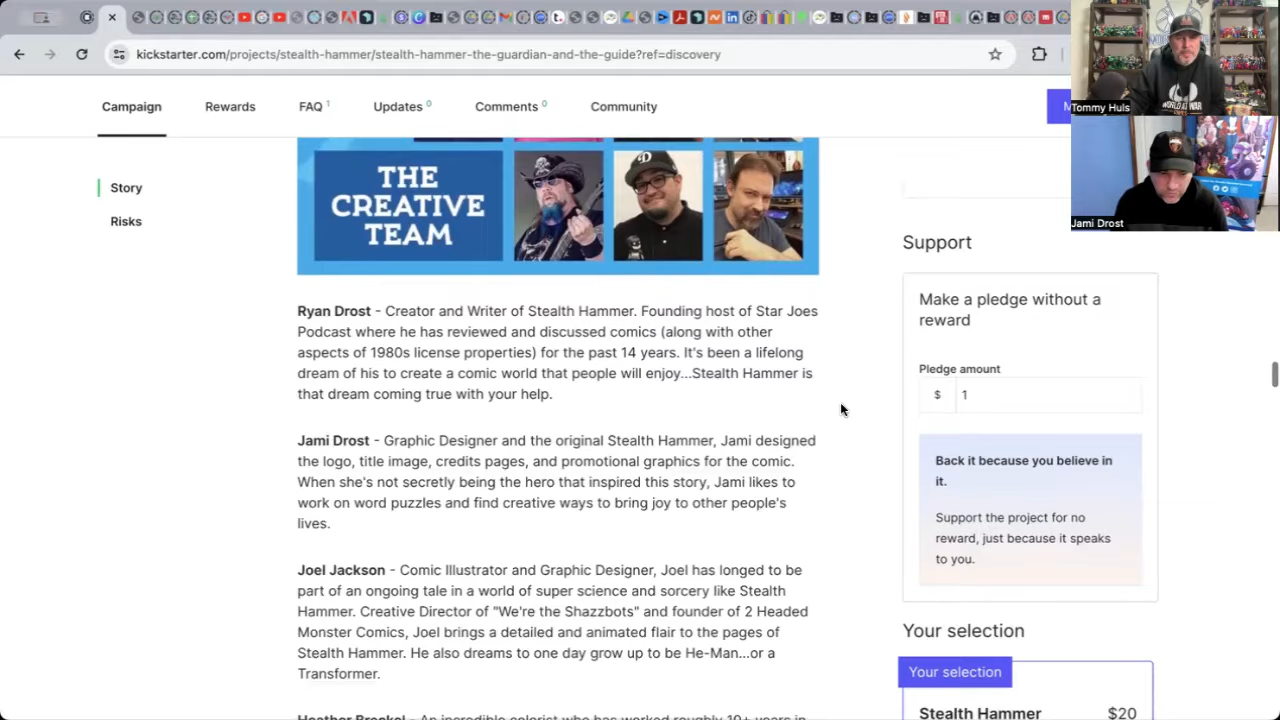 kickstarter.com/projects/stealth-hammer/stealth-hammer-the-guardian-and-the-guide?ref=discovery
Campaign
Rewards
FAQ 1
Updates 0
Comments 0
Community
Tommy Huls
Jami Drost
Story
Risks
THE
CREATIVE
TEAM
Ryan Drost - Creator and Writer of Stealth Hammer. Founding host of Star Joes
Podcast where he has reviewed and discussed comics (along with other
aspects of 1980s license properties) for the past 14 years. It's been a lifelong
dream of his to create a comic world that people will enjoy...Stealth Hammer is
that dream coming true with your help.
Jami Drost - Graphic Designer and the original Stealth Hammer, Jami designed
the logo, title image, credits pages, and promotional graphics for the comic.
When she's not secretly being the hero that inspired this story, Jami likes to
work on word puzzles and find creative ways to bring joy to other people's
lives.
Joel Jackson - Comic Illustrator and Graphic Designer, Joel has longed to be
part of an ongoing tale in a world of super science and sorcery like Stealth
Hammer. Creative Director of "We're the Shazzbots" and founder of 2 Headed
Monster Comics, Joel brings a detailed and animated flair to the pages of
Stealth Hammer. He also dreams to one day grow up to be He-Man...or a
Transformer.
Heather Breckel - An incredible colorist who has worked roughly 10+ years in
Support
Make a pledge without a
reward
Pledge amount
$ 1
Back it because you believe in
it.
Support the project for no
reward, just because it speaks
to you.
Your selection
Your selection
Stealth Hammer $20